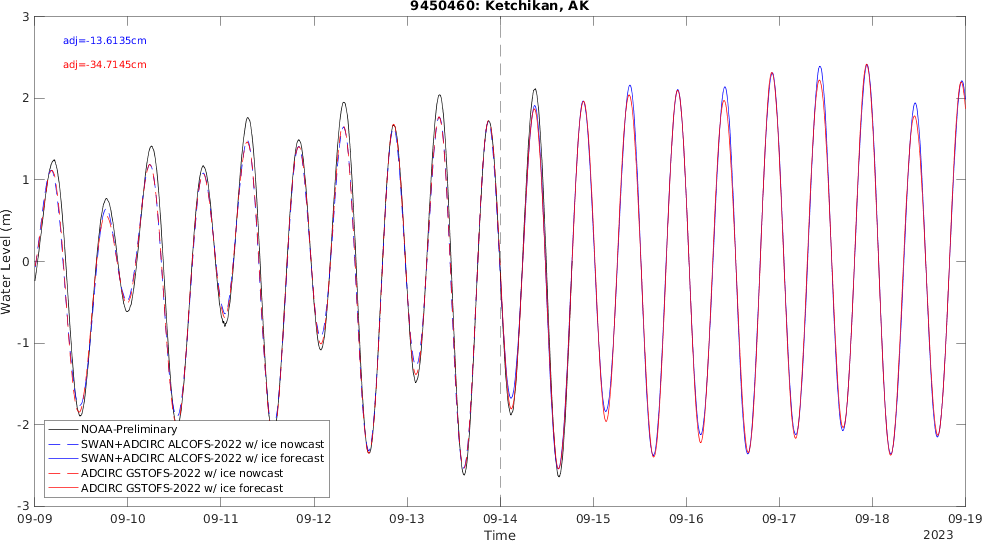 9450460: Ketchikan, AK
3
adj=-13.6135cm
adj=-34.7145cm
2
1
0
-1
-2
-3
Water Level (m)
NOAA-Preliminary
SWAN+ADCIRC ALCOFS-2022 w/ ice nowcast
SWAN+ADCIRC ALCOFS-2022 w/ ice forecast
ADCIRC GSTOFS-2022 w/ ice nowcast
ADCIRC GSTOFS-2022 w/ ice forecast
09-09 09-10 09-11 09-12 09-13 09-14 09-15 09-16 09-17 09-18 09-19
Time
2023